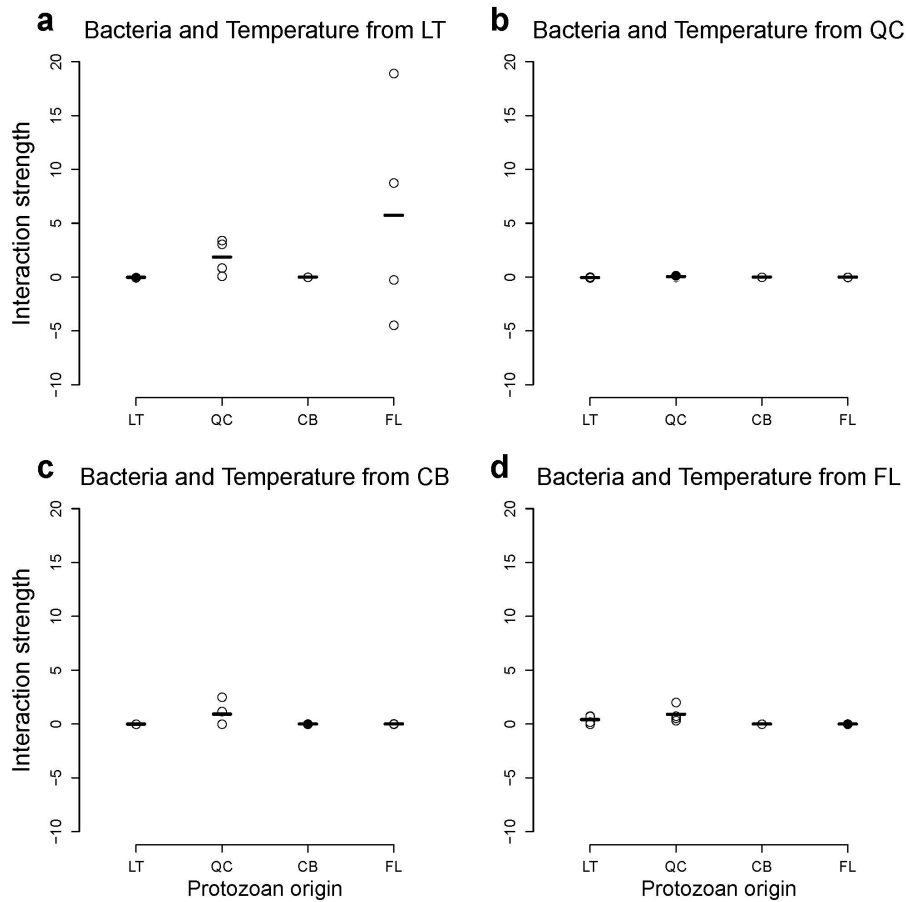 a
Bacteria and Temperature from LT
Interaction strength
20
15
10
5
0
−5
−10
LT QC CB FL
b
Bacteria and Temperature from QC
20
15
10
5
0
−5
−10
LT QC CB FL
c
Bacteria and Temperature from CB
Interaction strength
20
15
10
5
0
−5
−10
LT QC CB FL
Protozoan origin
d
Bacteria and Temperature from FL
20
15
10
5
0
−5
−10
LT QC CB FL
Protozoan origin